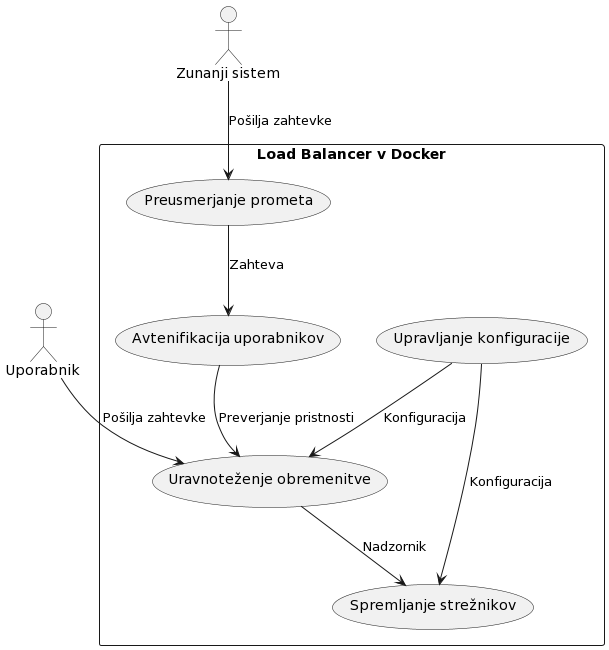 Zunanji sistem
Pošilja zahtevke
Load Balancer v Docker
Preusmerjanje prometa
Zahteva
Avtenifikacija uporabnikov
Upravljanje konfiguracije
Uporabnik
Pošilja zahtevke
Preverjanje pristnosti
Konfiguracija
Uravnoteženje obremenitve
Konfiguracija
Nadzornik
Spremljanje strežnikov